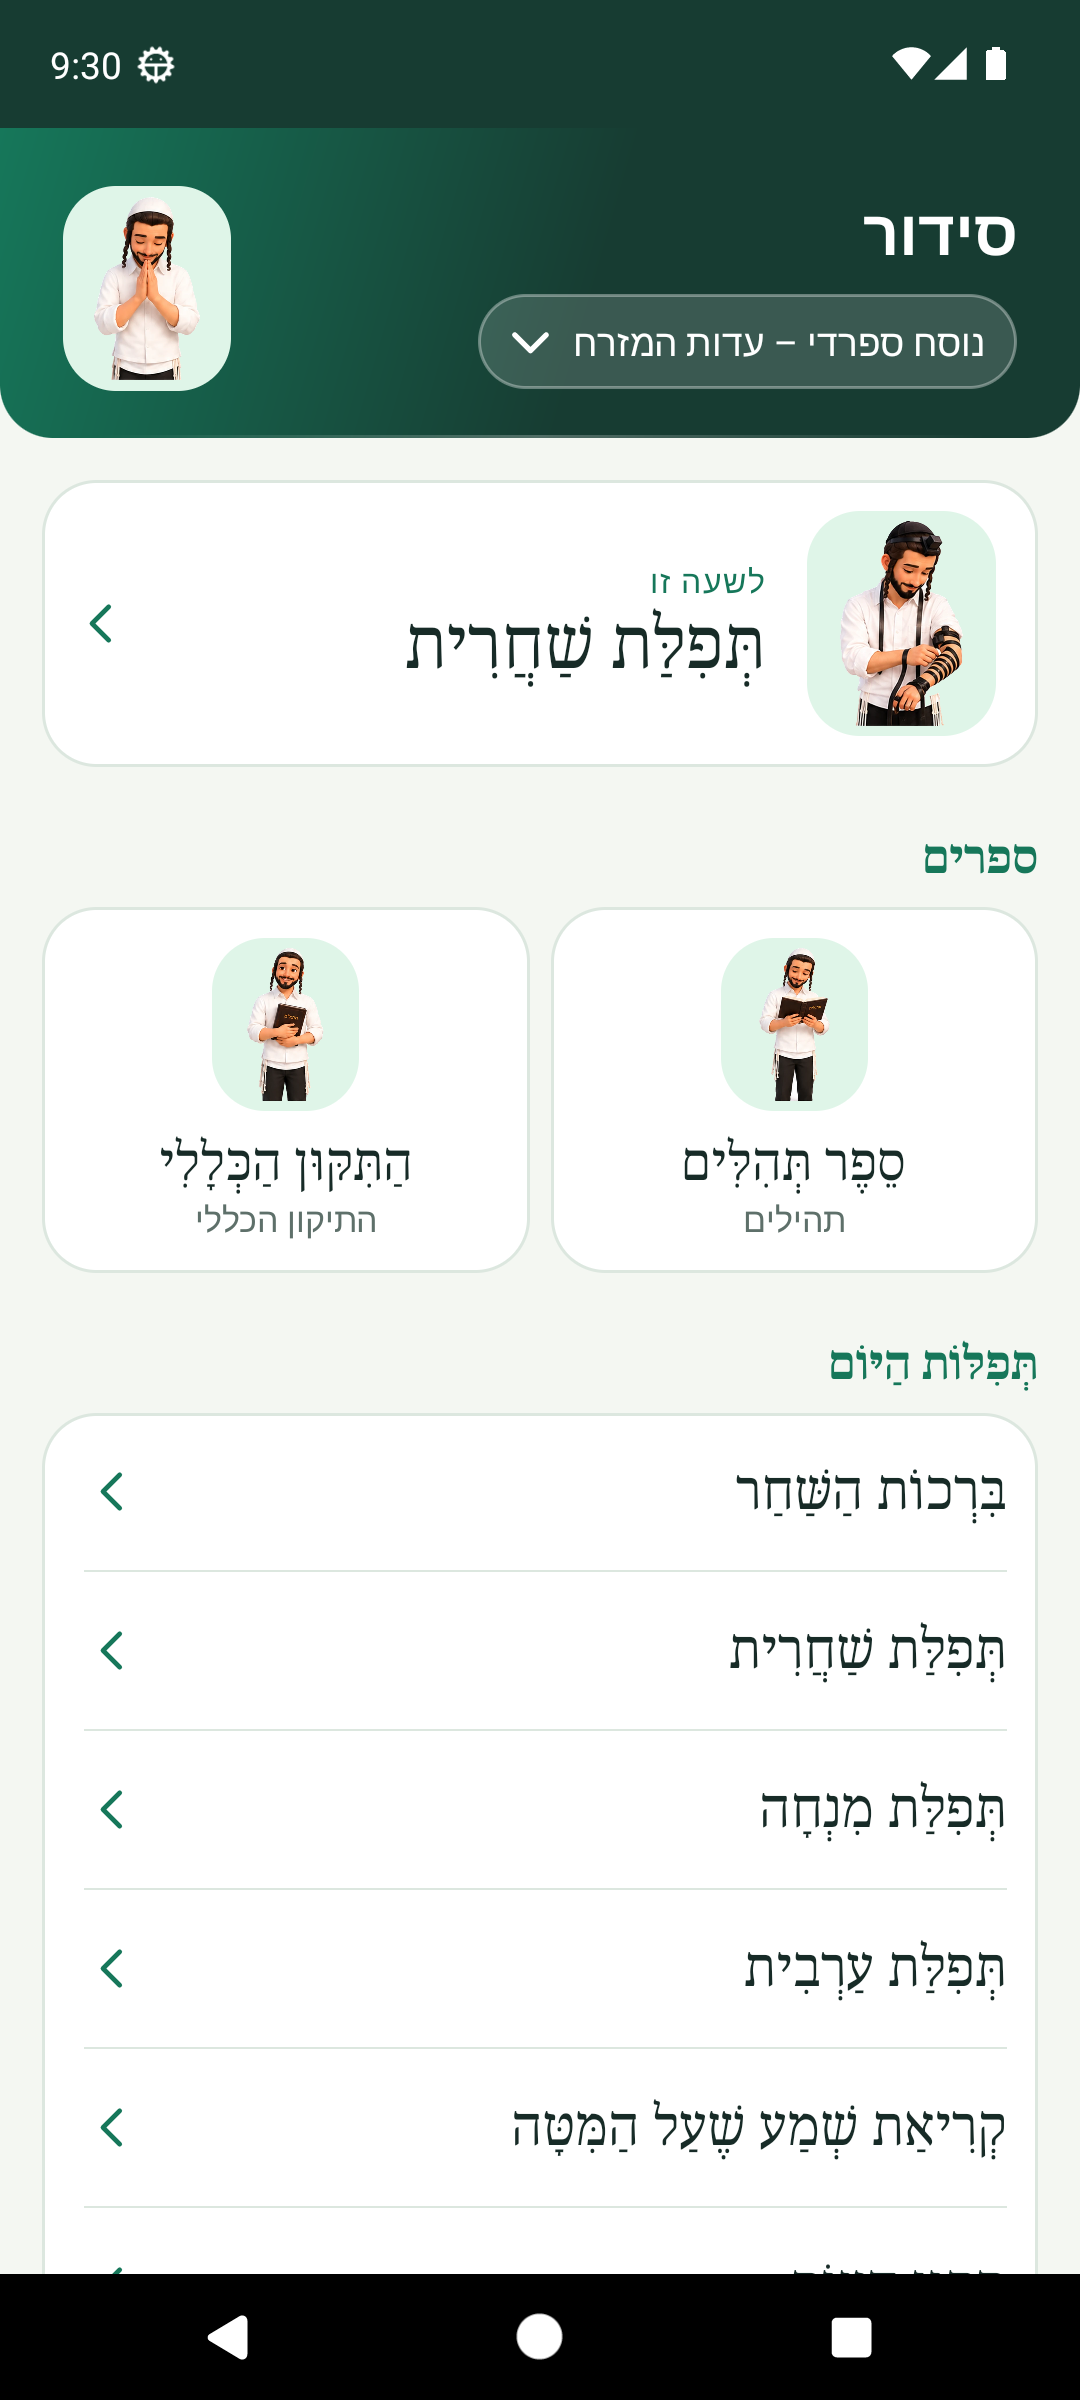 9:30
סידור
נוסח ספרדי – עדות המזרח
לשעה זו
תְּפִלַּת שַׁחֲרִית
ספרים
סֵפֶר תְּהִלִּים
תהילים
הַתִּקּוּן הַכְּלָלִי
התיקון הכללי
תְּפִלּוֹת הַיּוֹם
בִּרְכוֹת הַשַּׁחַר
תְּפִלַּת שַׁחֲרִית
תְּפִלַּת מִנְחָה
תְּפִלַּת עַרְבִית
קְרִיאַת שְׁמַע שֶׁעַל הַמִּטָּה